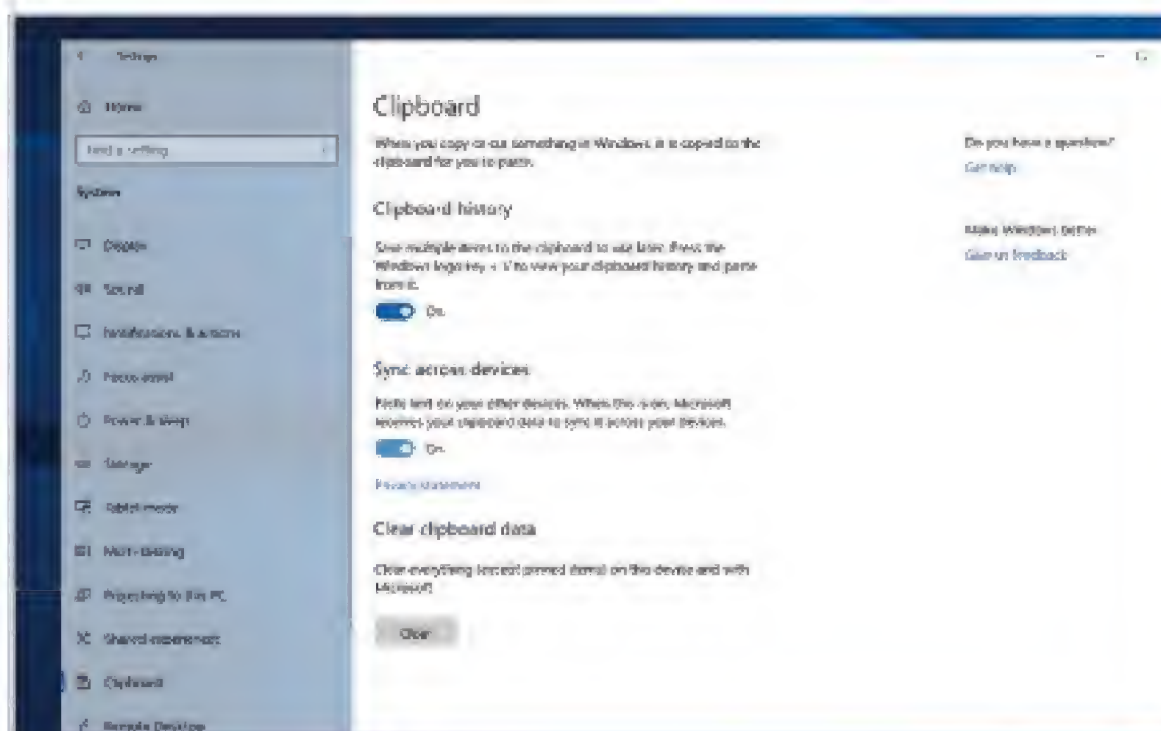 Settings
Home
Find a setting
System
Display
Sound
Notifications & actions
Focus assist
Power & sleep
Storage
Tablet mode
Multi-tasking
Projecting to this PC
Shared experiences
Clipboard
Remote Desktop
Clipboard
When you copy or cut something in Windows, it is copied to the
clipboard for you to paste.
Clipboard history
Save multiple items to the clipboard to use later. Press the
Windows logo key + V to view your clipboard history and paste
from it.
On
Sync across devices
Paste text on your other devices. When this is on, Microsoft
receives your clipboard data to sync it across your devices.
On
Privacy statement
Clear clipboard data
Clear everything (except pinned items) on this device and with
Microsoft
Clear
Do you have a question?
Get help
Make Windows better
Give us feedback